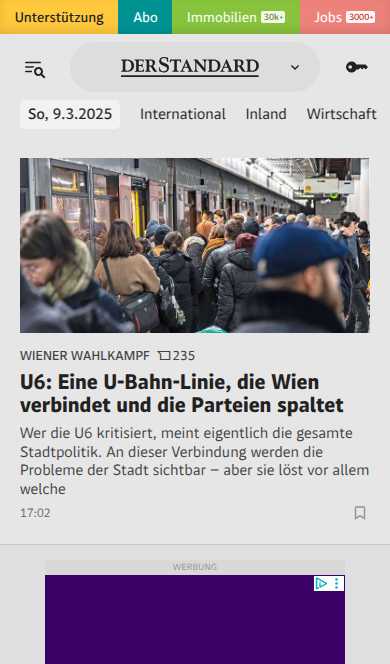 Unterstützung Abo Immobilien 30k+ Jobs 3000+
DERSTANDARD
So, 9.3.2025 International Inland Wirtschaft
WIENER WAHLKAMPF 235
U6: Eine U-Bahn-Linie, die Wien
verbindet und die Parteien spaltet
Wer die U6 kritisiert, meint eigentlich die gesamte
Stadtpolitik. An dieser Verbindung werden die
Probleme der Stadt sichtbar – aber sie löst vor allem
welche
17:02
WERBUNG